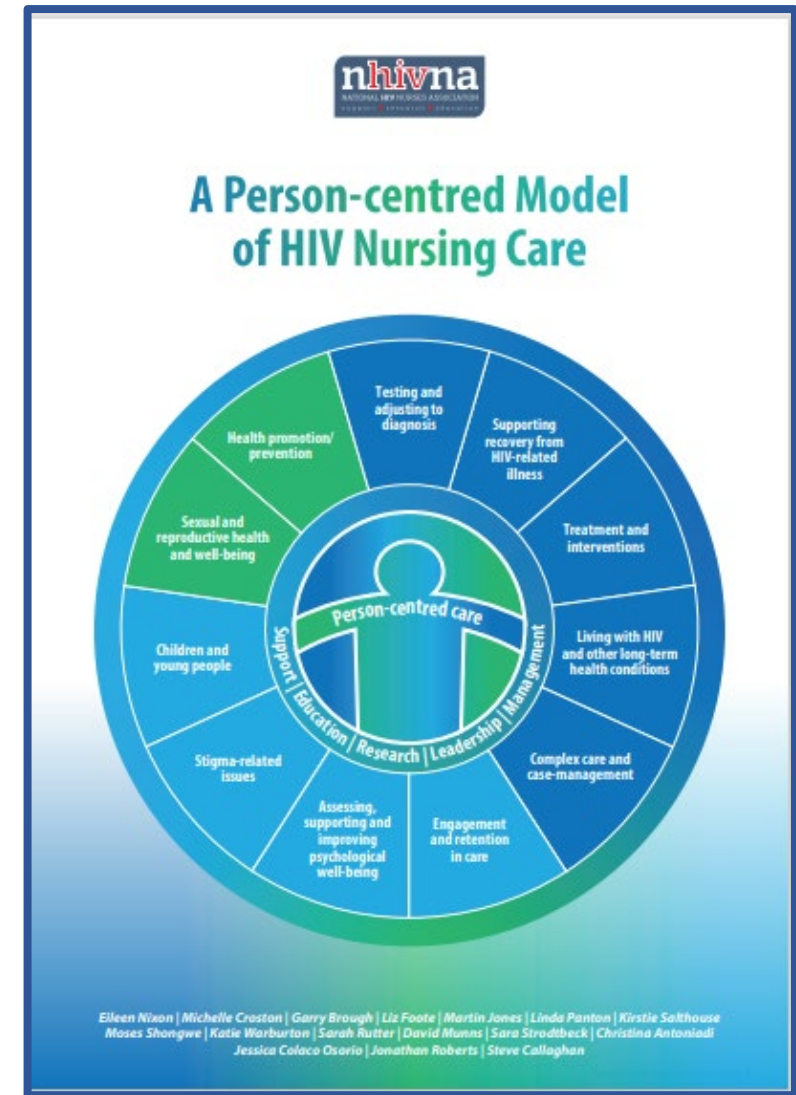 nhivna
NATIONAL HIV NURSES ASSOCIATION
A Person-centred Model
of HIV Nursing Care
Testing and
adjusting to
diagnosis
Supporting
recovery from
HIV-related
illness
Treatment and
interventions
Living with HIV
and other long-term
health conditions
Complex care and
case-management
Engagement
and retention
in care
Assessing,
supporting and
improving
psychological
well-being
Stigma-related
issues
Children and
young people
Sexual and
reproductive health
and well-being
Health promotion/
prevention
Person-centred care
Support | Education | Research | Leadership | Management
Eileen Nixon | Michelle Croston | Garry Brough | Liz Foote | Martin Jones | Linda Panton | Kirstie Salthouse
Moses Shongwe | Katie Warburton | Sarah Rutter | David Munns | Sara Strodtbeck | Christina Antoniadi
Jessica Colaco Osorio | Jonathan Roberts | Steve Callaghan